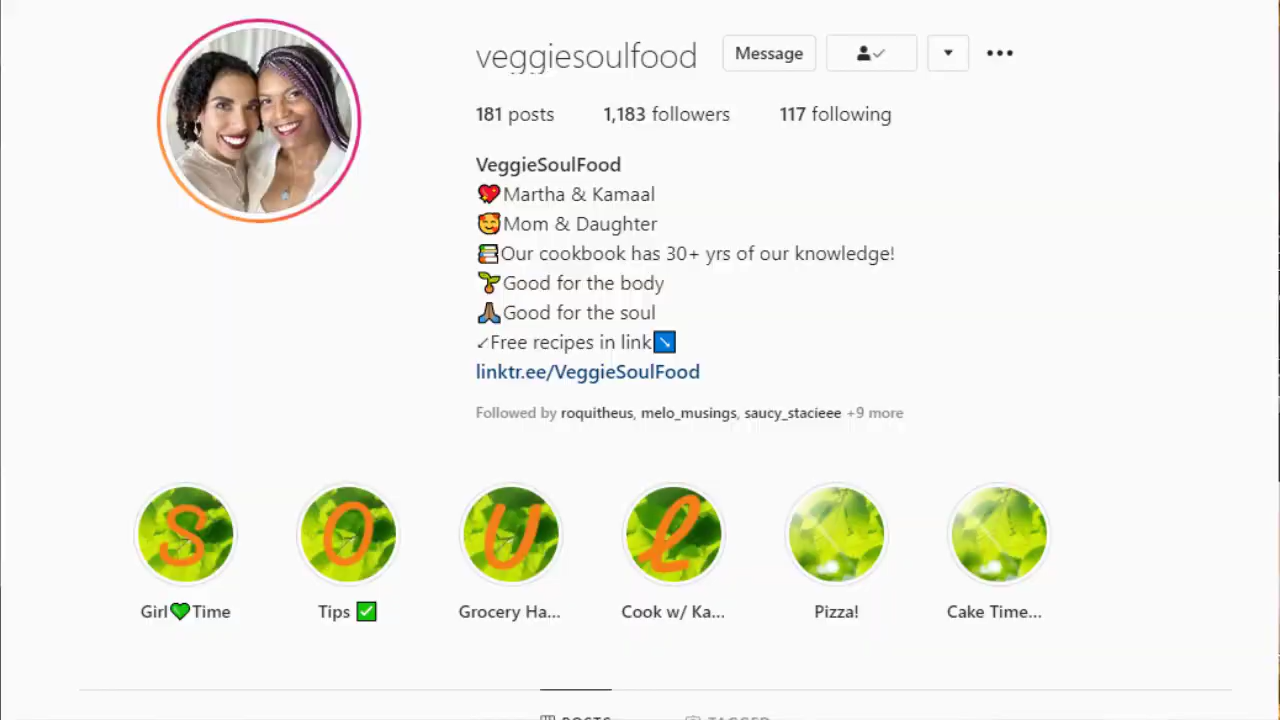 veggiesoulfood Message
181 posts 1,183 followers 117 following
VeggieSoulFood
💖Martha & Kamaal
🥰Mom & Daughter
📚Our cookbook has 30+ yrs of our knowledge!
🌱Good for the body
🙏🏾Good for the soul
↙Free recipes in link↘️
linktr.ee/VeggieSoulFood
Followed by roquitheus, melo_musings, saucy_stacieee +9 more
S O U l
Girl💚Time Tips ✅ Grocery Ha... Cook w/ Ka... Pizza! Cake Time...
POSTS TAGGED